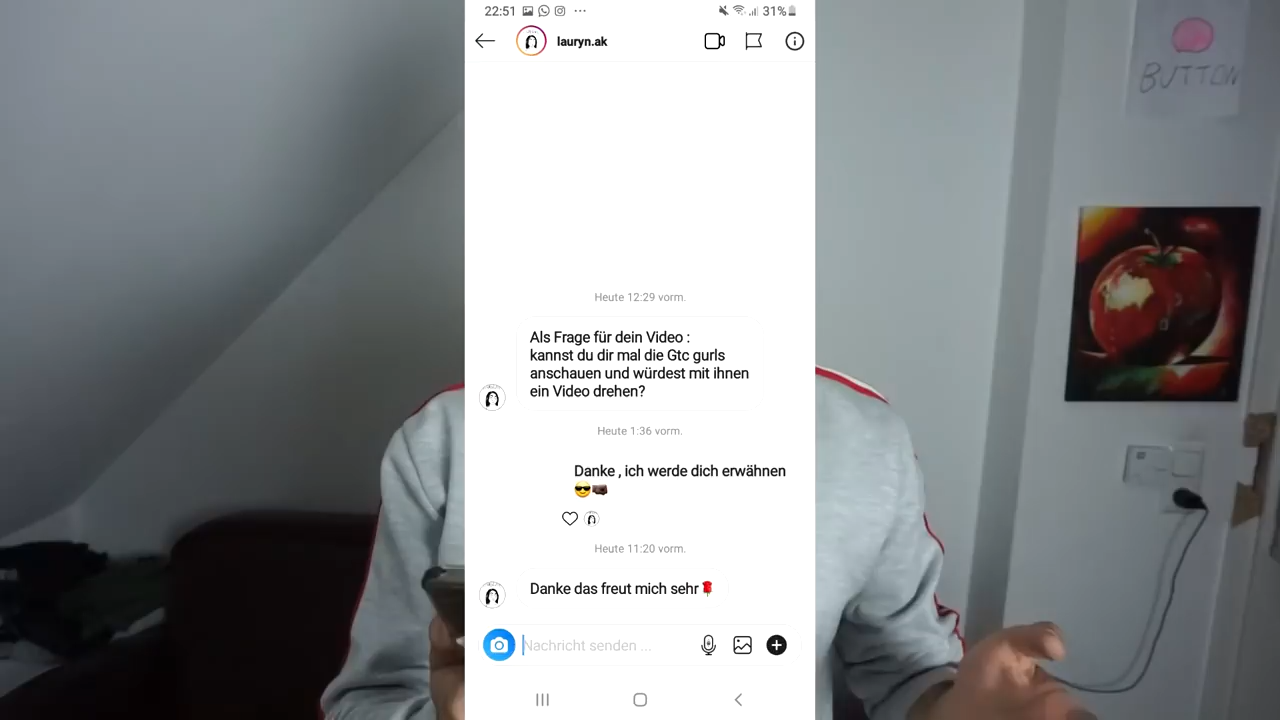 22:51
31%
lauryn.ak
BUTTON
Heute 12:29 vorm.
Als Frage für dein Video :
kannst du dir mal die Gtc gurls
anschauen und würdest mit ihnen
ein Video drehen?
Heute 1:36 vorm.
Danke , ich werde dich erwähnen
😎
Heute 11:20 vorm.
Danke das freut mich sehr🌹
Nachricht senden ...